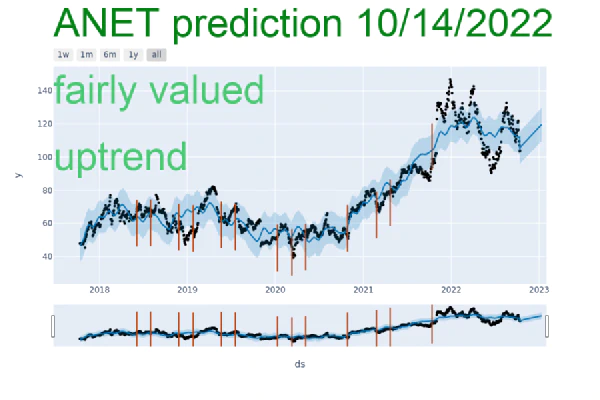 ANET prediction 10/14/2022
1w 1m 6m 1y all
fairly valued
uptrend
140
120
100
80
60
40
y
2018 2019 2020 2021 2022 2023
ds